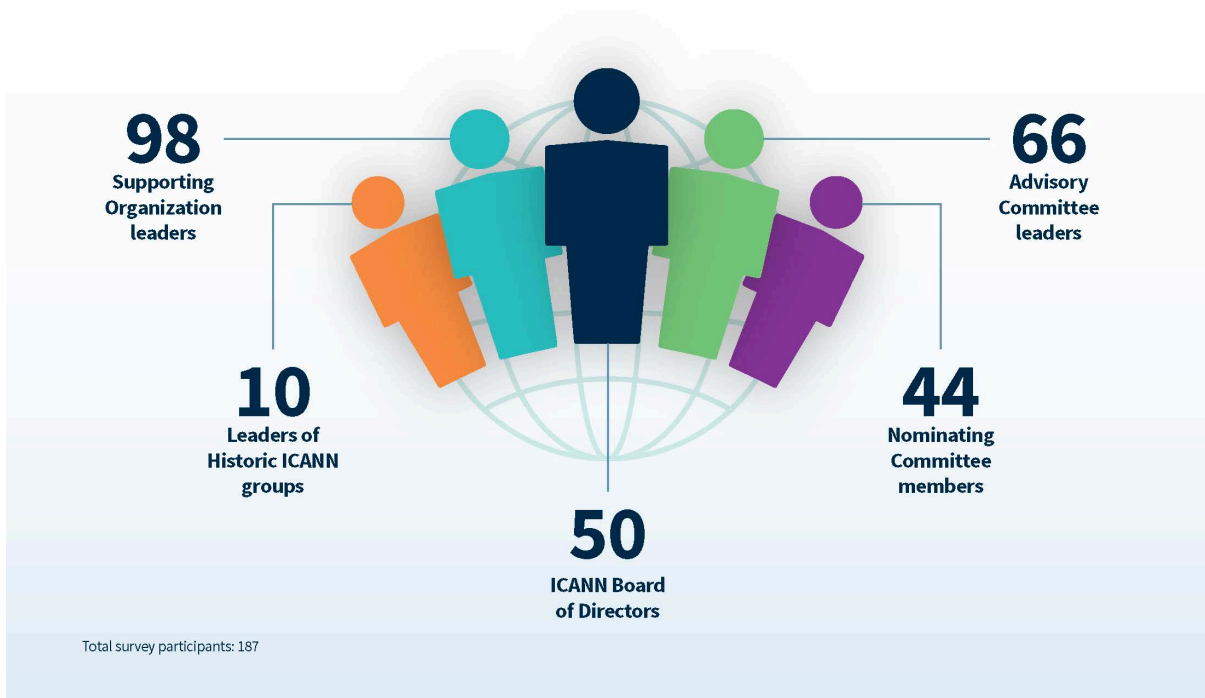 98
Supporting
Organization
leaders
66
Advisory
Committee
leaders
10
Leaders of
Historic ICANN
groups
44
Nominating
Committee
members
50
ICANN Board
of Directors
Total survey participants: 187